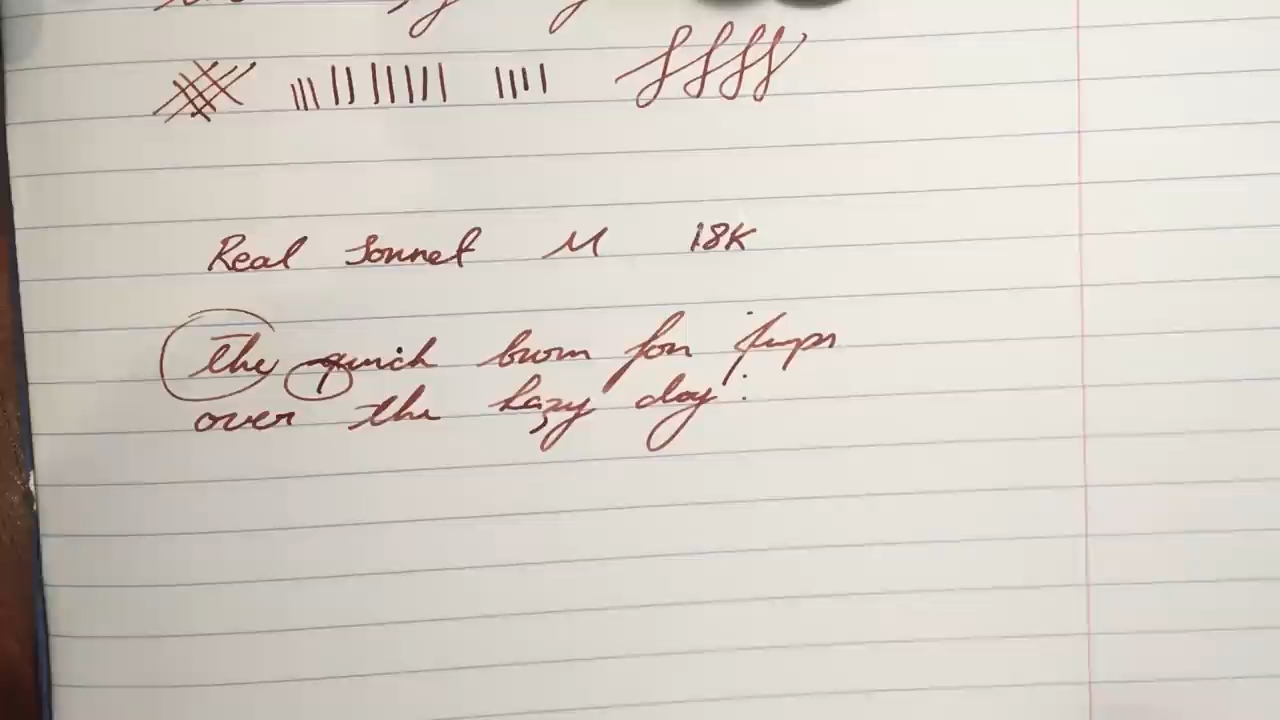 Real Sonnet M 18K
the quick brown fox jumps
over the lazy dog.